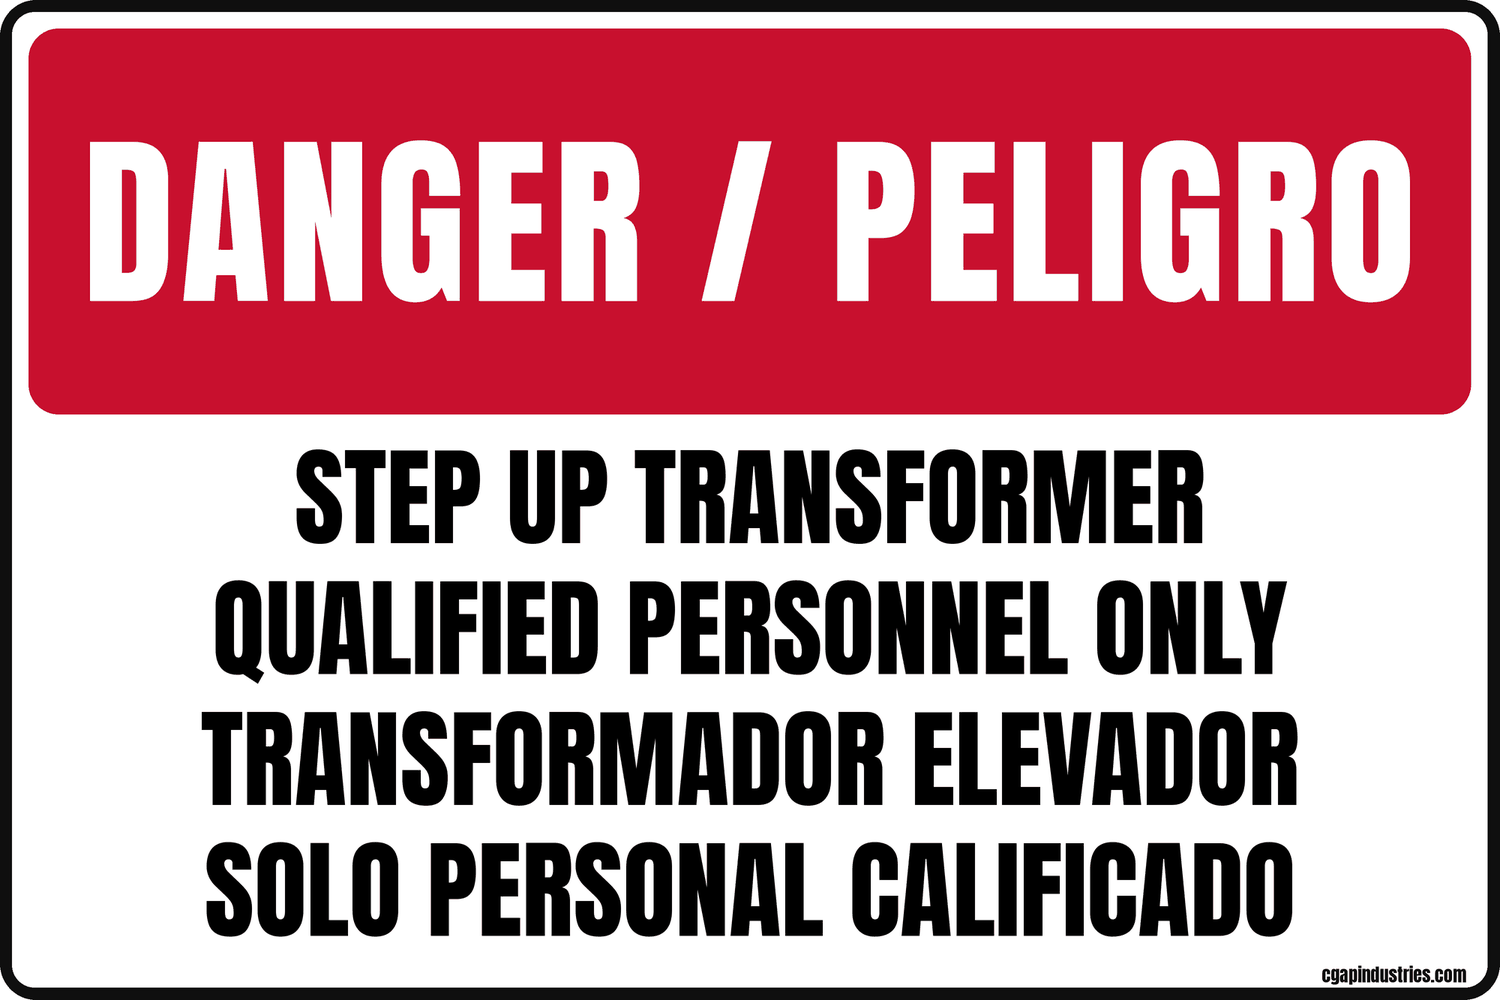 DANGER / PELIGRO
STEP UP TRANSFORMER
QUALIFIED PERSONNEL ONLY
TRANSFORMADOR ELEVADOR
SOLO PERSONAL CALIFICADO
cgapindustries.com